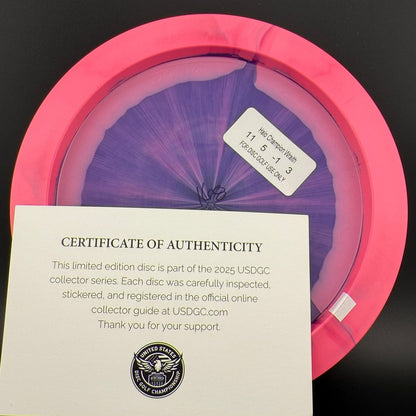 Halo Champion Wraith
11 5 -1 3
FOR DISC GOLF USE ONLY
CERTIFICATE OF AUTHENTICITY
This limited edition disc is part of the 2025 USDGC
collector series. Each disc was carefully inspected,
stickered, and registered in the official online
collector guide at USDGC.com
Thank you for your support.
UNITED STATES
DISC GOLF CHAMPIONSHIP